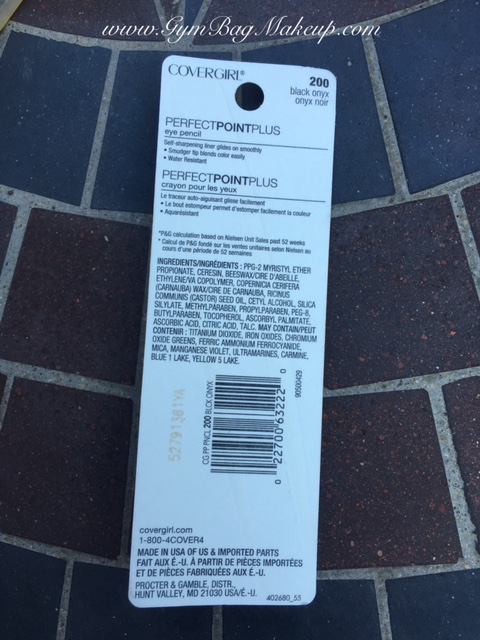 www.GymBagMakeup.com
COVERGIRL®
200
black onyx
onyx noir
PERFECTPOINTPLUS
eye pencil
Self-sharpening liner glides on smoothly
• Smudger tip blends color easily
• Water Resistant
PERFECTPOINTPLUS
crayon pour les yeux
Le traceur auto-aiguisant glisse facilement
• Le bout estompeur permet d'estomper facilement la couleur
• Aquarésistant
*P&G calculation based on Nielsen Unit Sales past 52 weeks
* Calcul de P&G fondé sur les ventes unitaires selon Nielsen au
cours d'une période de 52 semaines
INGREDIENTS/INGRÉDIENTS : PPG-2 MYRISTYL ETHER
PROPIONATE, CERESIN, BEESWAX/CIRE D'ABEILLE,
ETHYLENE/VA COPOLYMER, COPERNICIA CERIFERA
(CARNAUBA) WAX/CIRE DE CARNAUBA, RICINUS
COMMUNIS (CASTOR) SEED OIL, CETYL ALCOHOL, SILICA
SILYLATE, METHYLPARABEN, PROPYLPARABEN, PEG-8,
BUTYLPARABEN, TOCOPHEROL, ASCORBYL PALMITATE,
ASCORBIC ACID, CITRIC ACID, TALC. MAY CONTAIN/PEUT
CONTENIR : TITANIUM DIOXIDE, IRON OXIDES, CHROMIUM
OXIDE GREENS, FERRIC AMMONIUM FERROCYANIDE,
MICA, MANGANESE VIOLET, ULTRAMARINES, CARMINE,
BLUE 1 LAKE, YELLOW 5 LAKE.
52791361YA
CG PP PNCL 200 BLCK ONYX
0 22700 63222 0
90500429
covergirl.com
1-800-4COVER4
MADE IN USA OF US & IMPORTED PARTS
FAIT AUX É.-U. À PARTIR DE PIÈCES IMPORTÉES
ET DE PIÈCES FABRIQUÉES AUX É.-U.
PROCTER & GAMBLE, DISTR.,
HUNT VALLEY, MD 21030 USA/É.-U.
402680_55